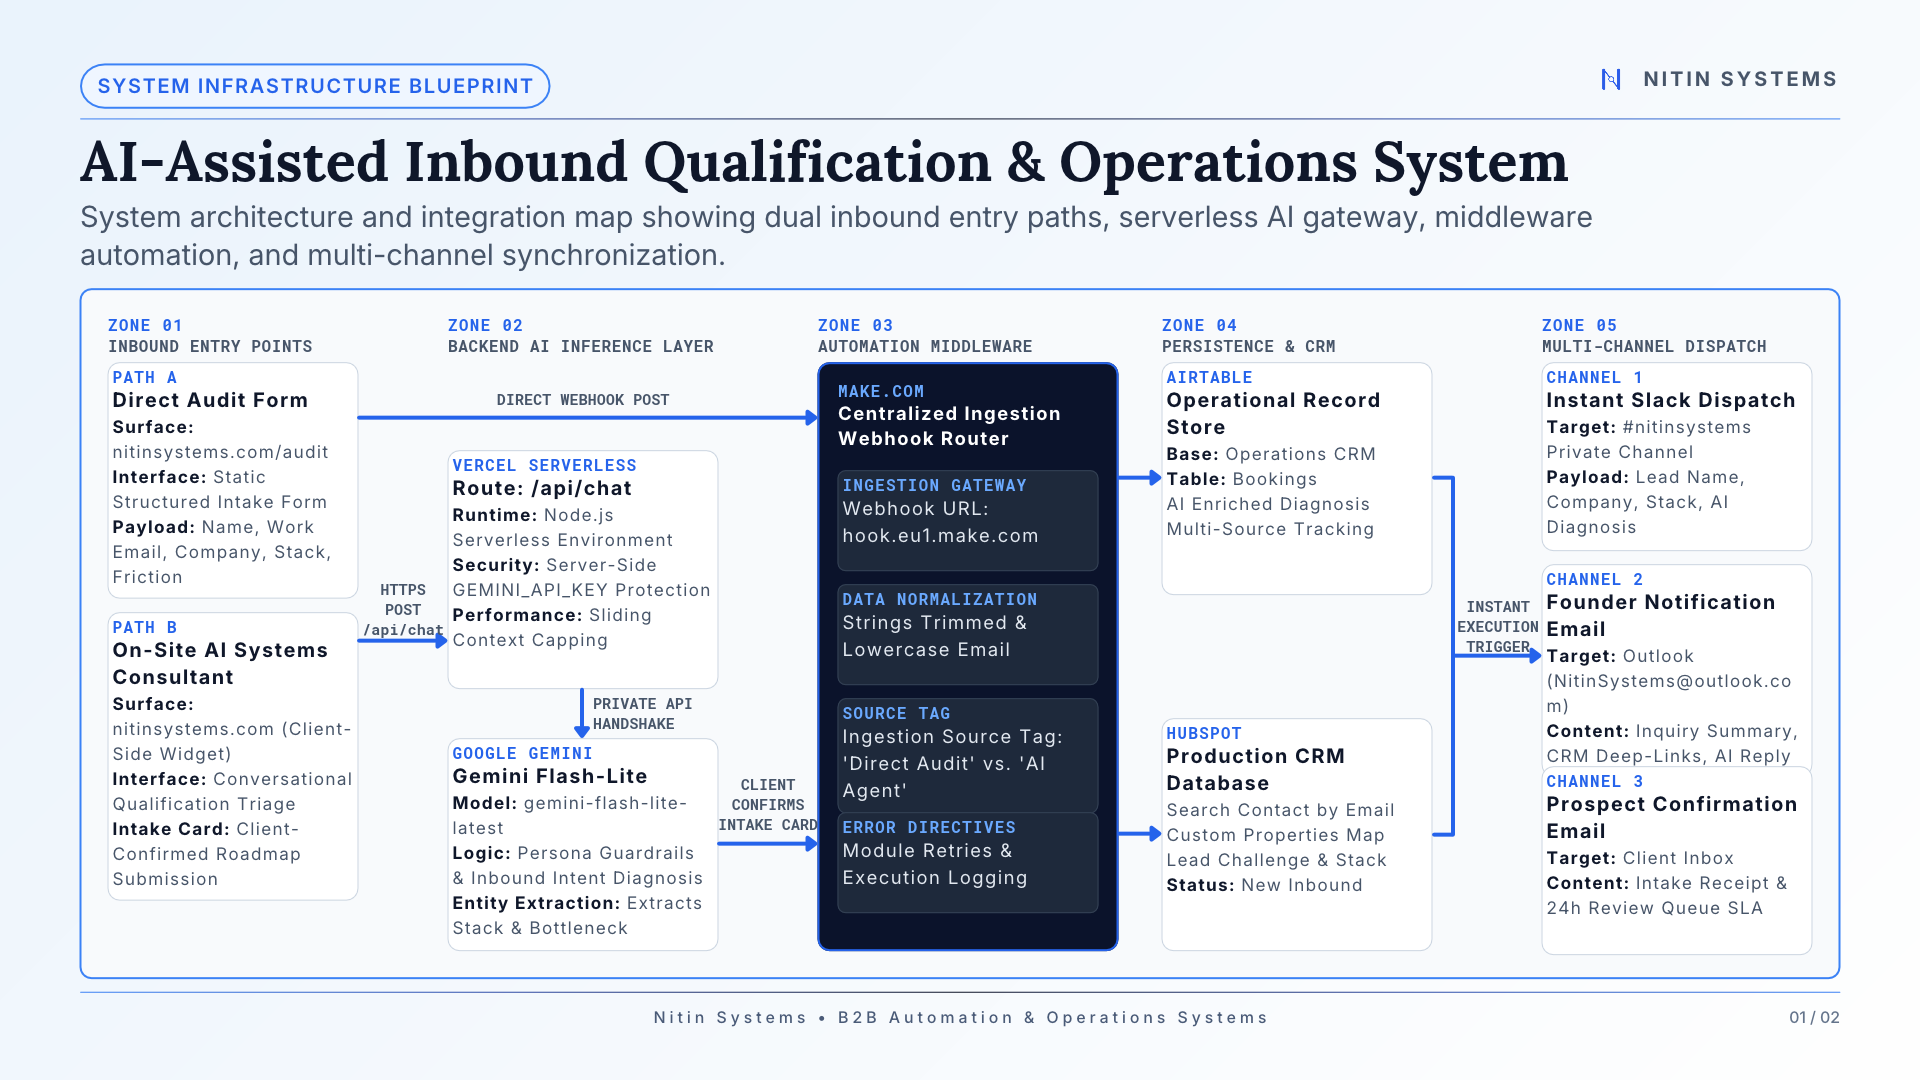 SYSTEM INFRASTRUCTURE BLUEPRINT
NITIN SYSTEMS
AI-Assisted Inbound Qualification & Operations System
System architecture and integration map showing dual inbound entry paths, serverless AI gateway, middleware
automation, and multi-channel synchronization.
ZONE 01
INBOUND ENTRY POINTS
PATH A
Direct Audit Form
Surface:
nitinsystems.com/audit
Interface: Static
Structured Intake Form
Payload: Name, Work
Email, Company, Stack,
Friction
PATH B
On-Site AI Systems
Consultant
Surface:
nitinsystems.com (Client-
Side Widget)
Interface: Conversational
Qualification Triage
Intake Card: Client-
Confirmed Roadmap
Submission
DIRECT WEBHOOK POST
HTTPS
POST
/api/chat
ZONE 02
BACKEND AI INFERENCE LAYER
VERCEL SERVERLESS
Route: /api/chat
Runtime: Node.js
Serverless Environment
Security: Server-Side
GEMINI_API_KEY Protection
Performance: Sliding
Context Capping
PRIVATE API
HANDSHAKE
GOOGLE GEMINI
Gemini Flash-Lite
Model: gemini-flash-lite-
latest
Logic: Persona Guardrails
& Inbound Intent Diagnosis
Entity Extraction: Extracts
Stack & Bottleneck
CLIENT
CONFIRMS
INTAKE CARD
ZONE 03
AUTOMATION MIDDLEWARE
MAKE.COM
Centralized Ingestion
Webhook Router
INGESTION GATEWAY
Webhook URL:
hook.eu1.make.com
DATA NORMALIZATION
Strings Trimmed &
Lowercase Email
SOURCE TAG
Ingestion Source Tag:
'Direct Audit' vs. 'AI
Agent'
ERROR DIRECTIVES
Module Retries &
Execution Logging
ZONE 04
PERSISTENCE & CRM
AIRTABLE
Operational Record
Store
Base: Operations CRM
Table: Bookings
AI Enriched Diagnosis
Multi-Source Tracking
HUBSPOT
Production CRM
Database
Search Contact by Email
Custom Properties Map
Lead Challenge & Stack
Status: New Inbound
INSTANT
EXECUTION
TRIGGER
ZONE 05
MULTI-CHANNEL DISPATCH
CHANNEL 1
Instant Slack Dispatch
Target: #nitinsystems
Private Channel
Payload: Lead Name,
Company, Stack, AI
Diagnosis
CHANNEL 2
Founder Notification
Email
Target: Outlook
(NitinSystems@outlook.co
m)
Content: Inquiry Summary,
CRM Deep-Links, AI Reply
CHANNEL 3
Prospect Confirmation
Email
Target: Client Inbox
Content: Intake Receipt &
24h Review Queue SLA
Nitin Systems • B2B Automation & Operations Systems
01 / 02